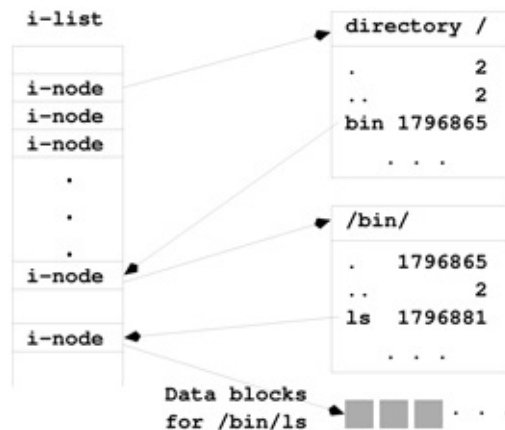 i-list
i-node
i-node
i-node
.
.
.
i-node
i-node
directory /
. 2
.. 2
bin 1796865
. . .
/bin/
. 1796865
.. 2
ls 1796881
. . .
Data blocks
for /bin/ls
. . .